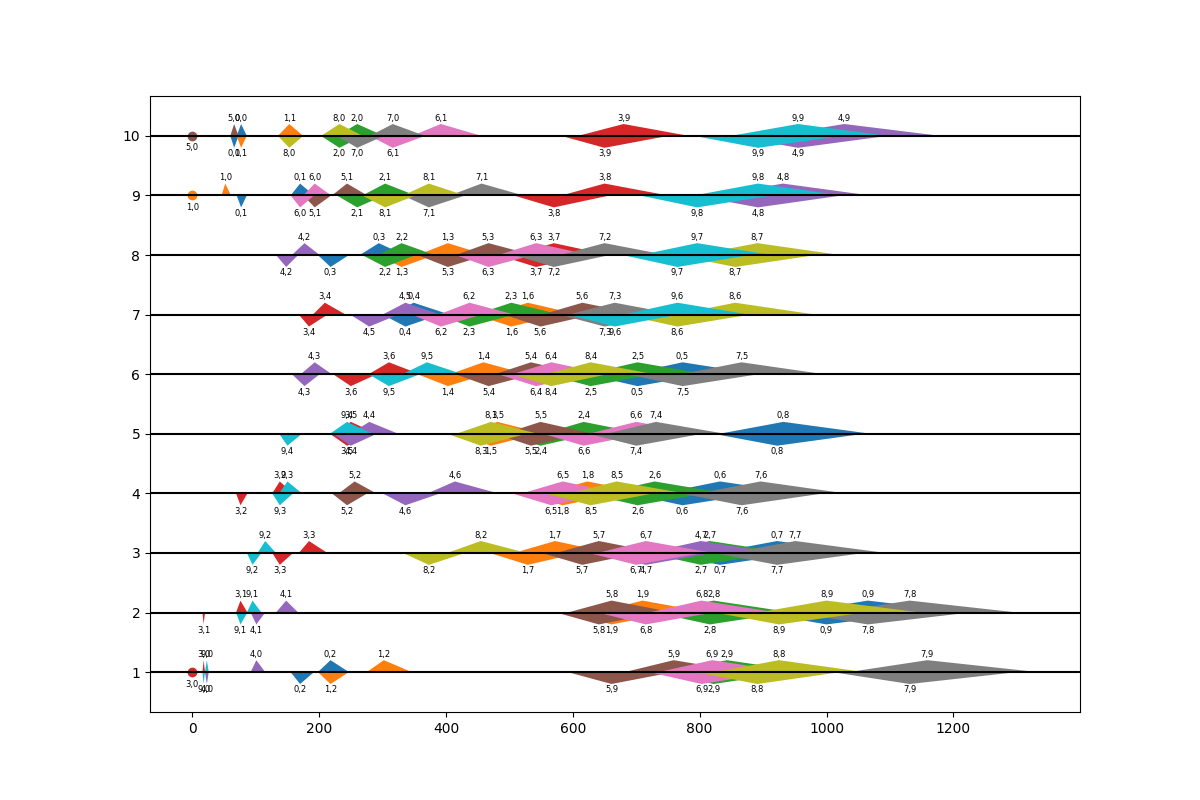 5,0 0,0 1,1 8,0 2,0 7,0 6,1 3,9 9,9 4,9
10
5,0 0,0 0,1 8,0 2,0 7,0 6,1 3,9 9,9 4,9
1,0 0,1 6,0 5,1 2,1 8,1 7,1 3,8 9,8 4,8
9
1,0 0,1 6,0 5,1 2,1 8,1 7,1 3,8 9,8 4,8
4,2 0,3 2,2 1,3 5,3 6,3 3,7 7,2 9,7 8,7
8
4,2 0,3 2,2 1,3 5,3 6,3 3,7 7,2 9,7 8,7
3,4 4,5 0,4 6,2 2,3 1,6 5,6 7,3 9,6 8,6
7
3,4 4,5 0,4 6,2 2,3 1,6 5,6 7,3 9,6 8,6
4,3 3,6 9,5 1,4 5,4 6,4 8,4 2,5 0,5 7,5
6
4,3 3,6 9,5 1,4 5,4 6,4 8,4 2,5 0,5 7,5
9,4 3,5 4,4 8,3 1,5 5,5 2,4 6,6 7,4 0,8
5
9,4 3,5 4,4 8,3 1,5 5,5 2,4 6,6 7,4 0,8
3,2 9,3 5,2 4,6 6,5 1,8 8,5 2,6 0,6 7,6
4
3,2 9,3 5,2 4,6 6,5 1,8 8,5 2,6 0,6 7,6
9,2 3,3 8,2 1,7 5,7 6,7 4,7 2,7 0,7 7,7
3
9,2 3,3 8,2 1,7 5,7 6,7 4,7 2,7 0,7 7,7
3,1 9,1 4,1 5,8 1,9 6,8 2,8 8,9 0,9 7,8
2
3,1 9,1 4,1 5,8 1,9 6,8 2,8 8,9 0,9 7,8
3,0 9,0 4,0 0,2 1,2 5,9 6,9 2,9 8,8 7,9
1
3,0 9,0 4,0 0,2 1,2 5,9 6,9 2,9 8,8 7,9
0 200 400 600 800 1000 1200